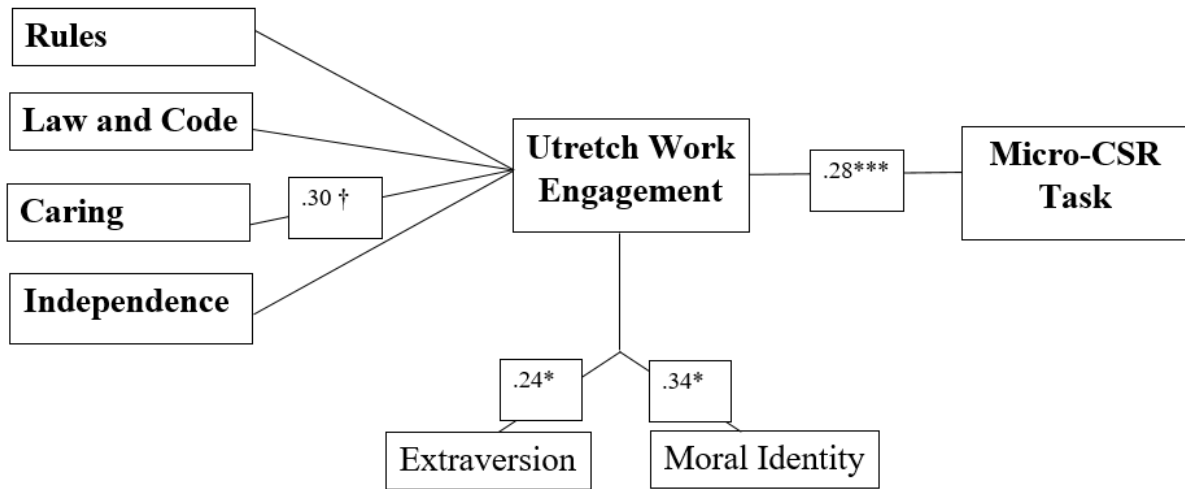 Rules
Law and Code
Caring
.30 †
Independence
Utretch Work
Engagement
.28***
Micro-CSR
Task
.24*
.34*
Extraversion
Moral Identity